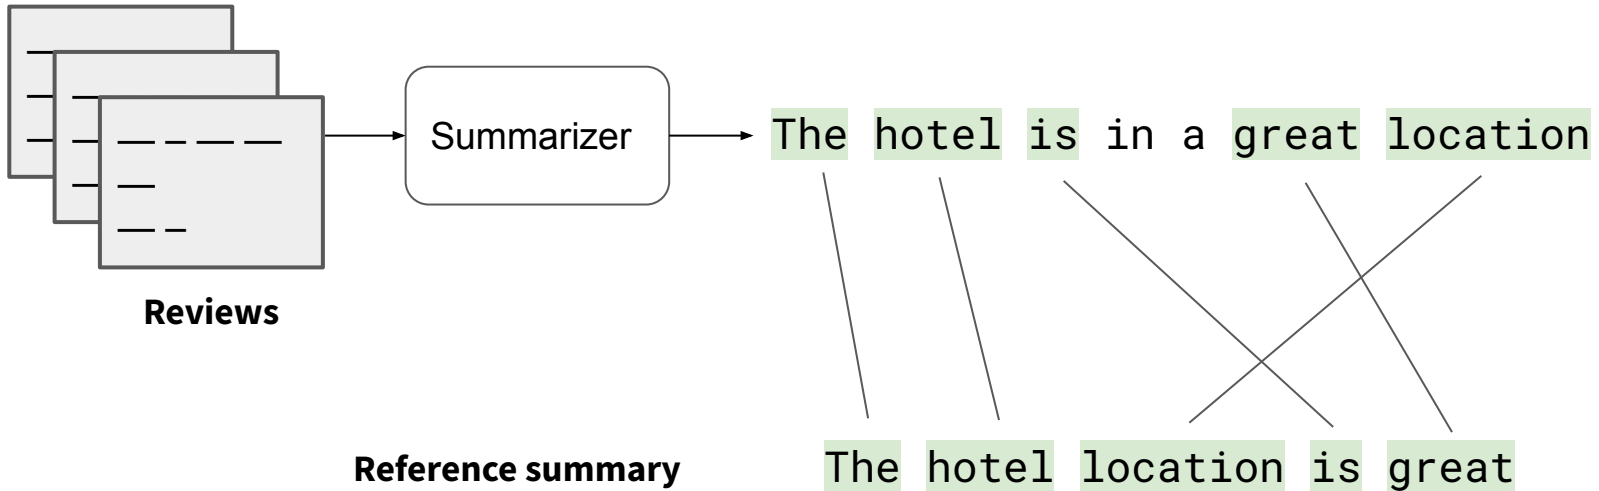 Summarizer
The hotel is in a great location
Reviews
Reference summary
The hotel location is great